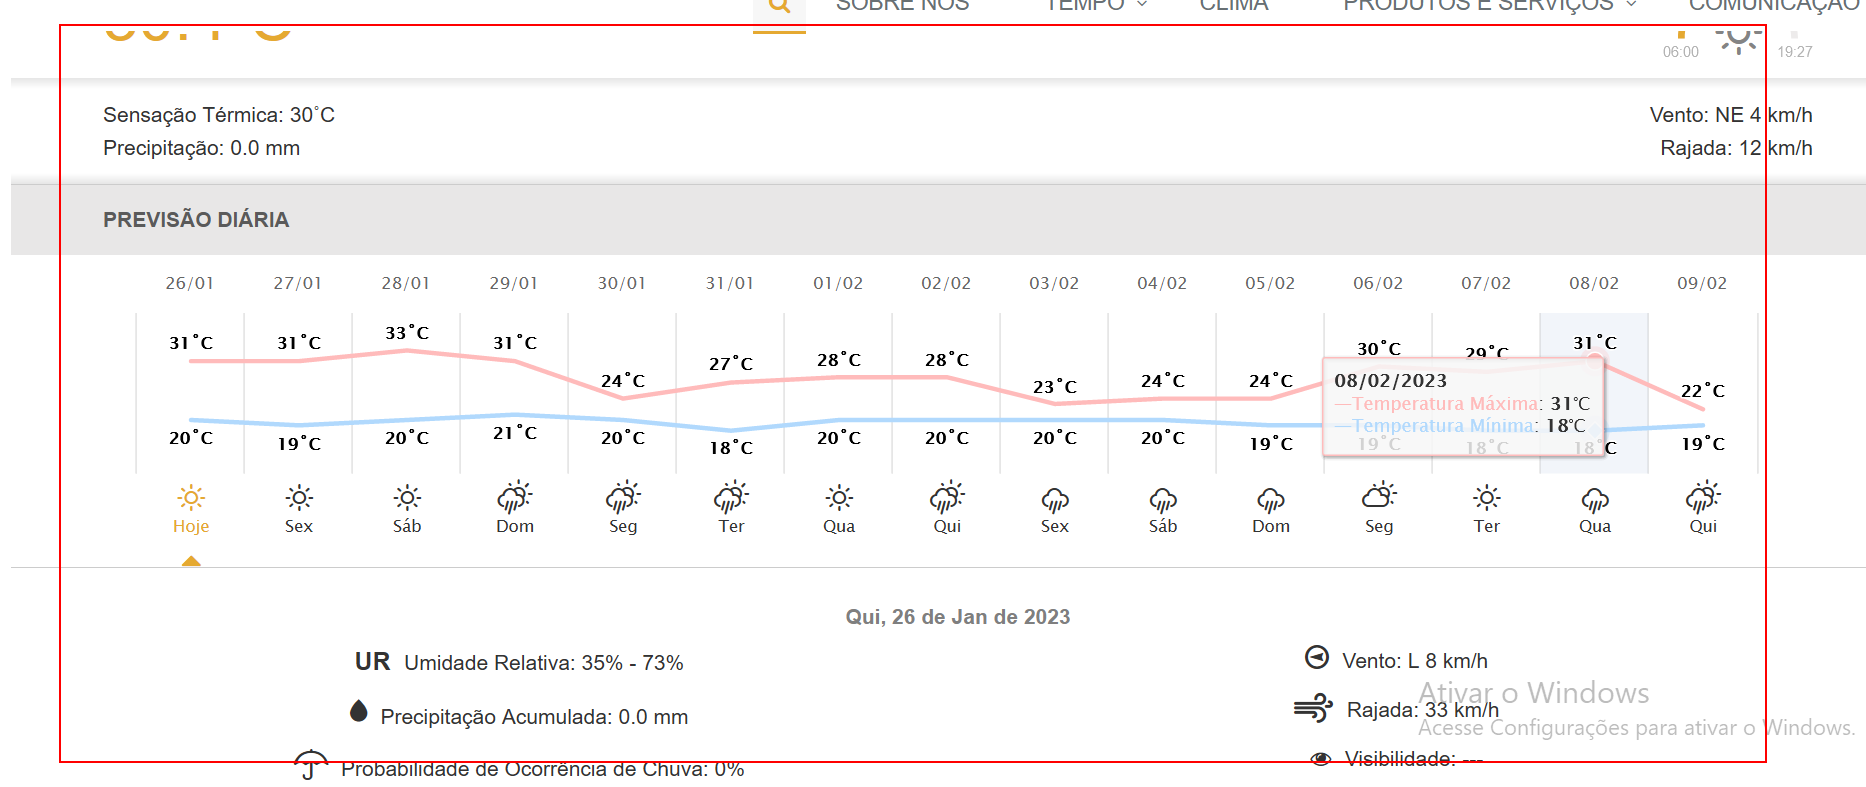 SOBRE NÓS TEMPO CLIMA PRODUTOS E SERVIÇOS COMUNICAÇÃO
06:00 19:27
Sensação Térmica: 30°C
Vento: NE 4 km/h
Precipitação: 0.0 mm
Rajada: 12 km/h
PREVISÃO DIÁRIA
26/01 27/01 28/01 29/01 30/01 31/01 01/02 02/02 03/02 04/02 05/02 06/02 07/02 08/02 09/02
31°C 31°C 33°C 31°C 24°C 27°C 28°C 28°C 23°C 24°C 24°C 30°C 29°C 31°C 22°C
08/02/2023
Temperatura Máxima: 31°C
Temperatura Mínima: 18°C
20°C 19°C 20°C 21°C 20°C 18°C 20°C 20°C 20°C 20°C 19°C 19°C 18°C 18°C 19°C
Hoje Sex Sáb Dom Seg Ter Qua Qui Sex Sáb Dom Seg Ter Qua Qui
Qui, 26 de Jan de 2023
UR Umidade Relativa: 35% - 73%
Vento: L 8 km/h
Precipitação Acumulada: 0.0 mm
Rajada: 33 km/h
Probabilidade de Ocorrência de Chuva: 0%
Visibilidade: ---
Ativar o Windows
Acesse Configurações para ativar o Windows.